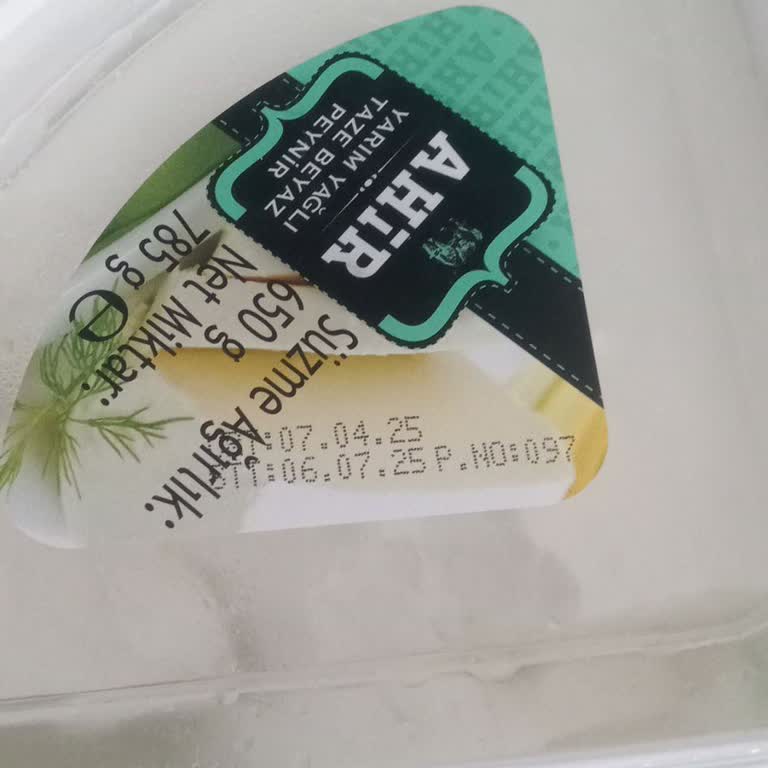 AHİR
YARIM YAĞLI
TAZE BEYAZ
PEYNİR
Süzme Ağırlık:
650 g
Net Miktar:
785 g
:07.04.25
:06.07.25 P.NO:097